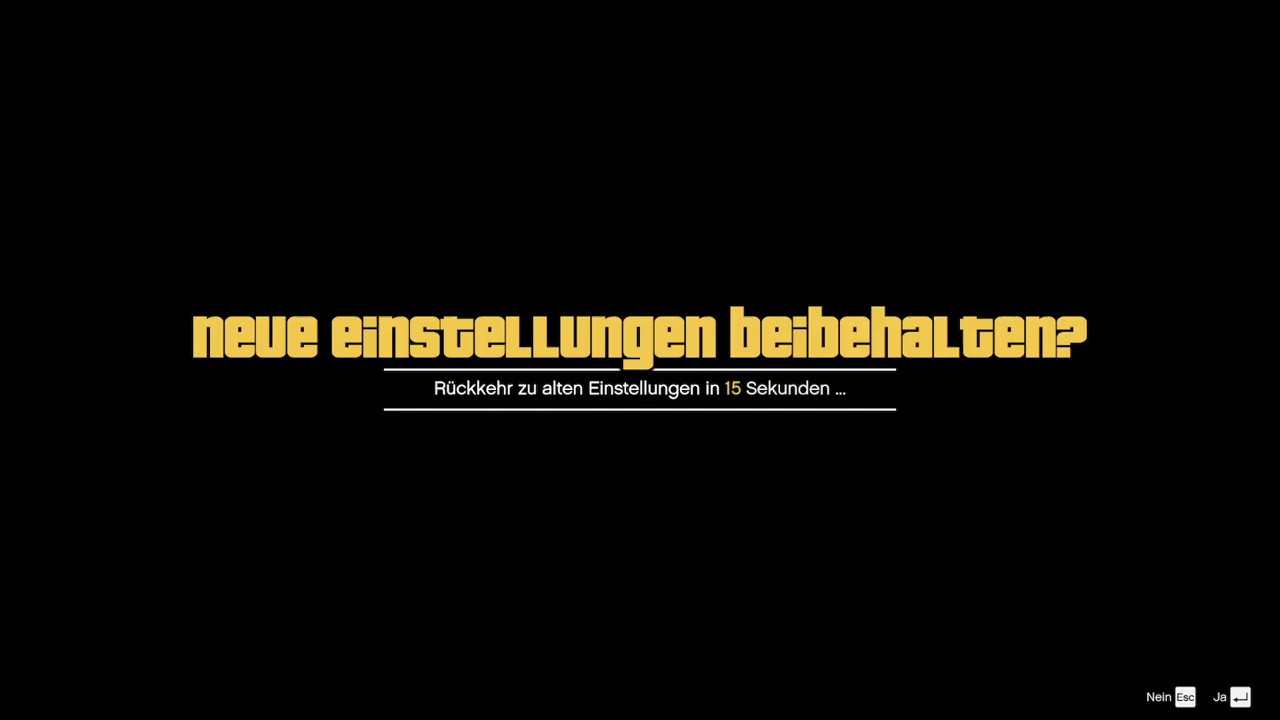 neue einstellungen beibehalten?
Rückkehr zu alten Einstellungen in 15 Sekunden ...
Nein Esc Ja